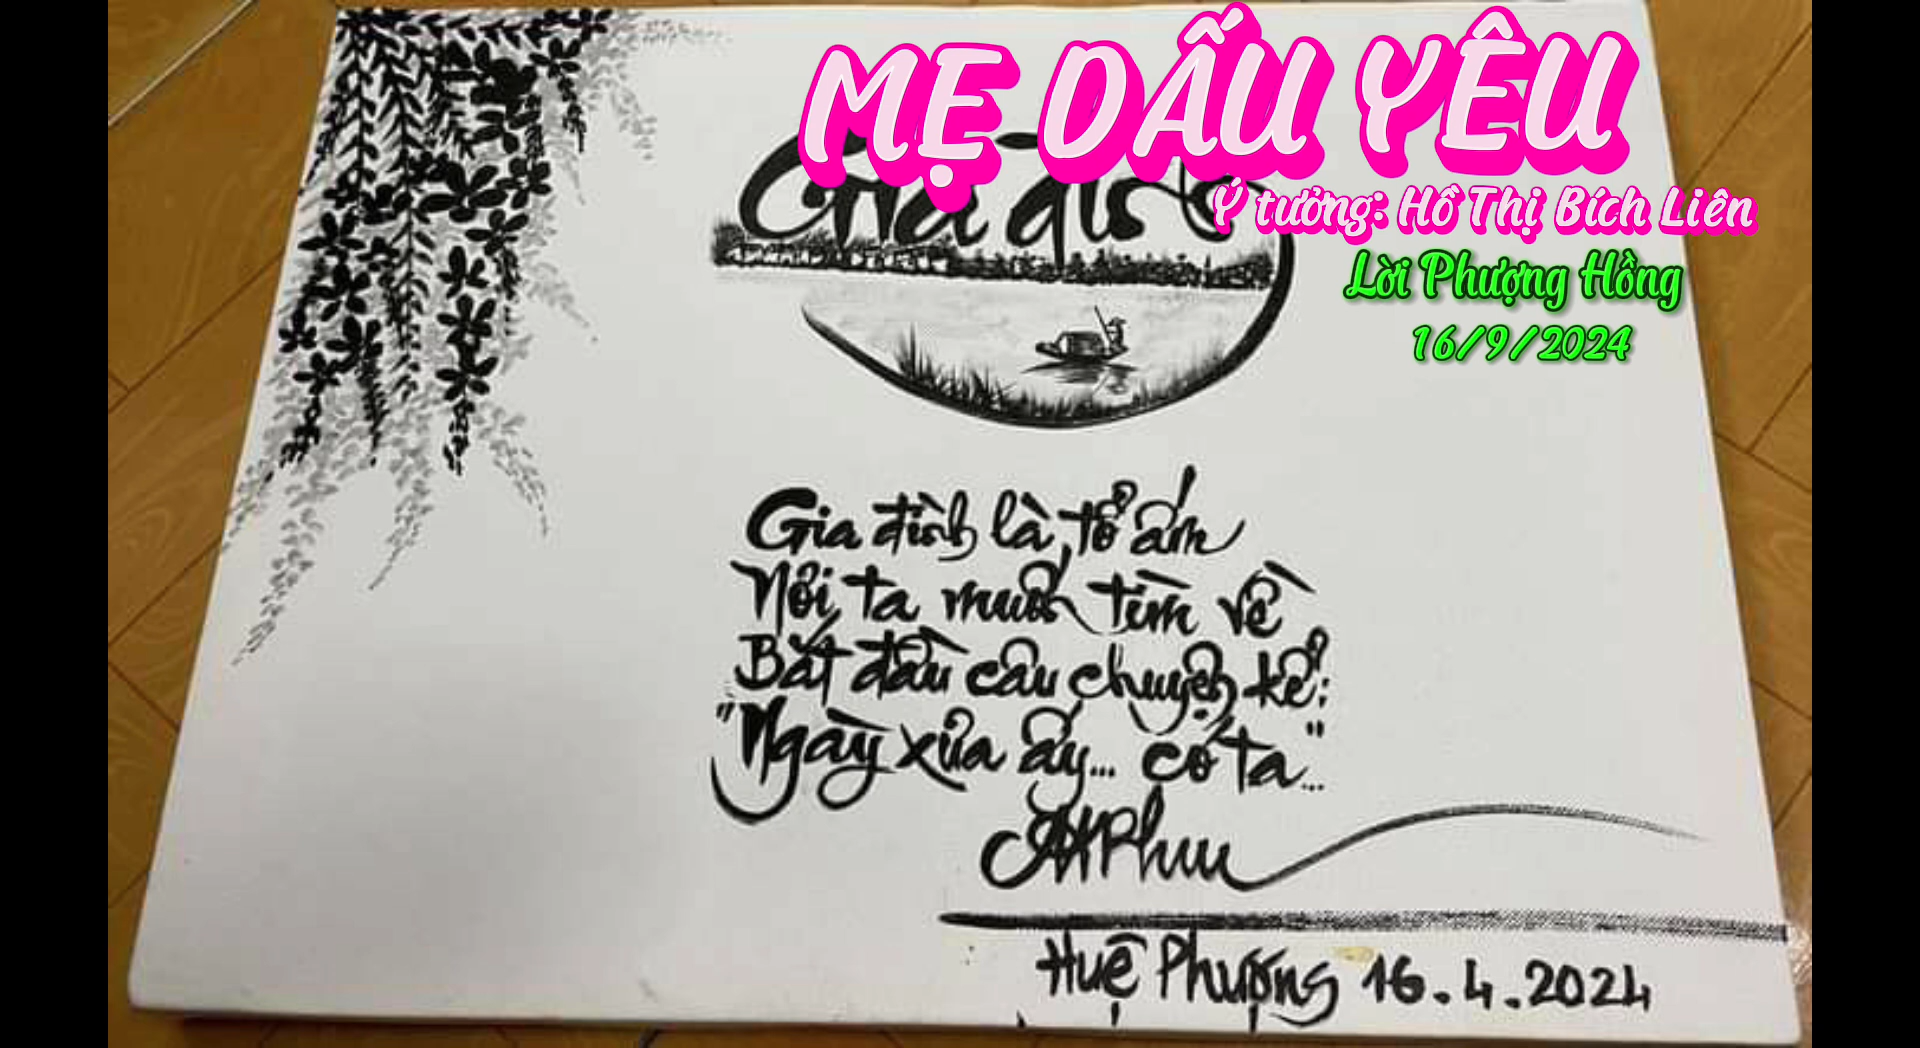 MẸ DẤU YÊU
Ý tưởng: Hồ Thị Bích Liên
Lời Phượng Hồng
16/9/2024
Gia đình
Gia đình là tổ ấm
Nơi ta muốn tìm về
Bắt đầu câu chuyện kể:
"Ngày xưa ấy... có ta"...
Huệ Phượng 16.4.2024